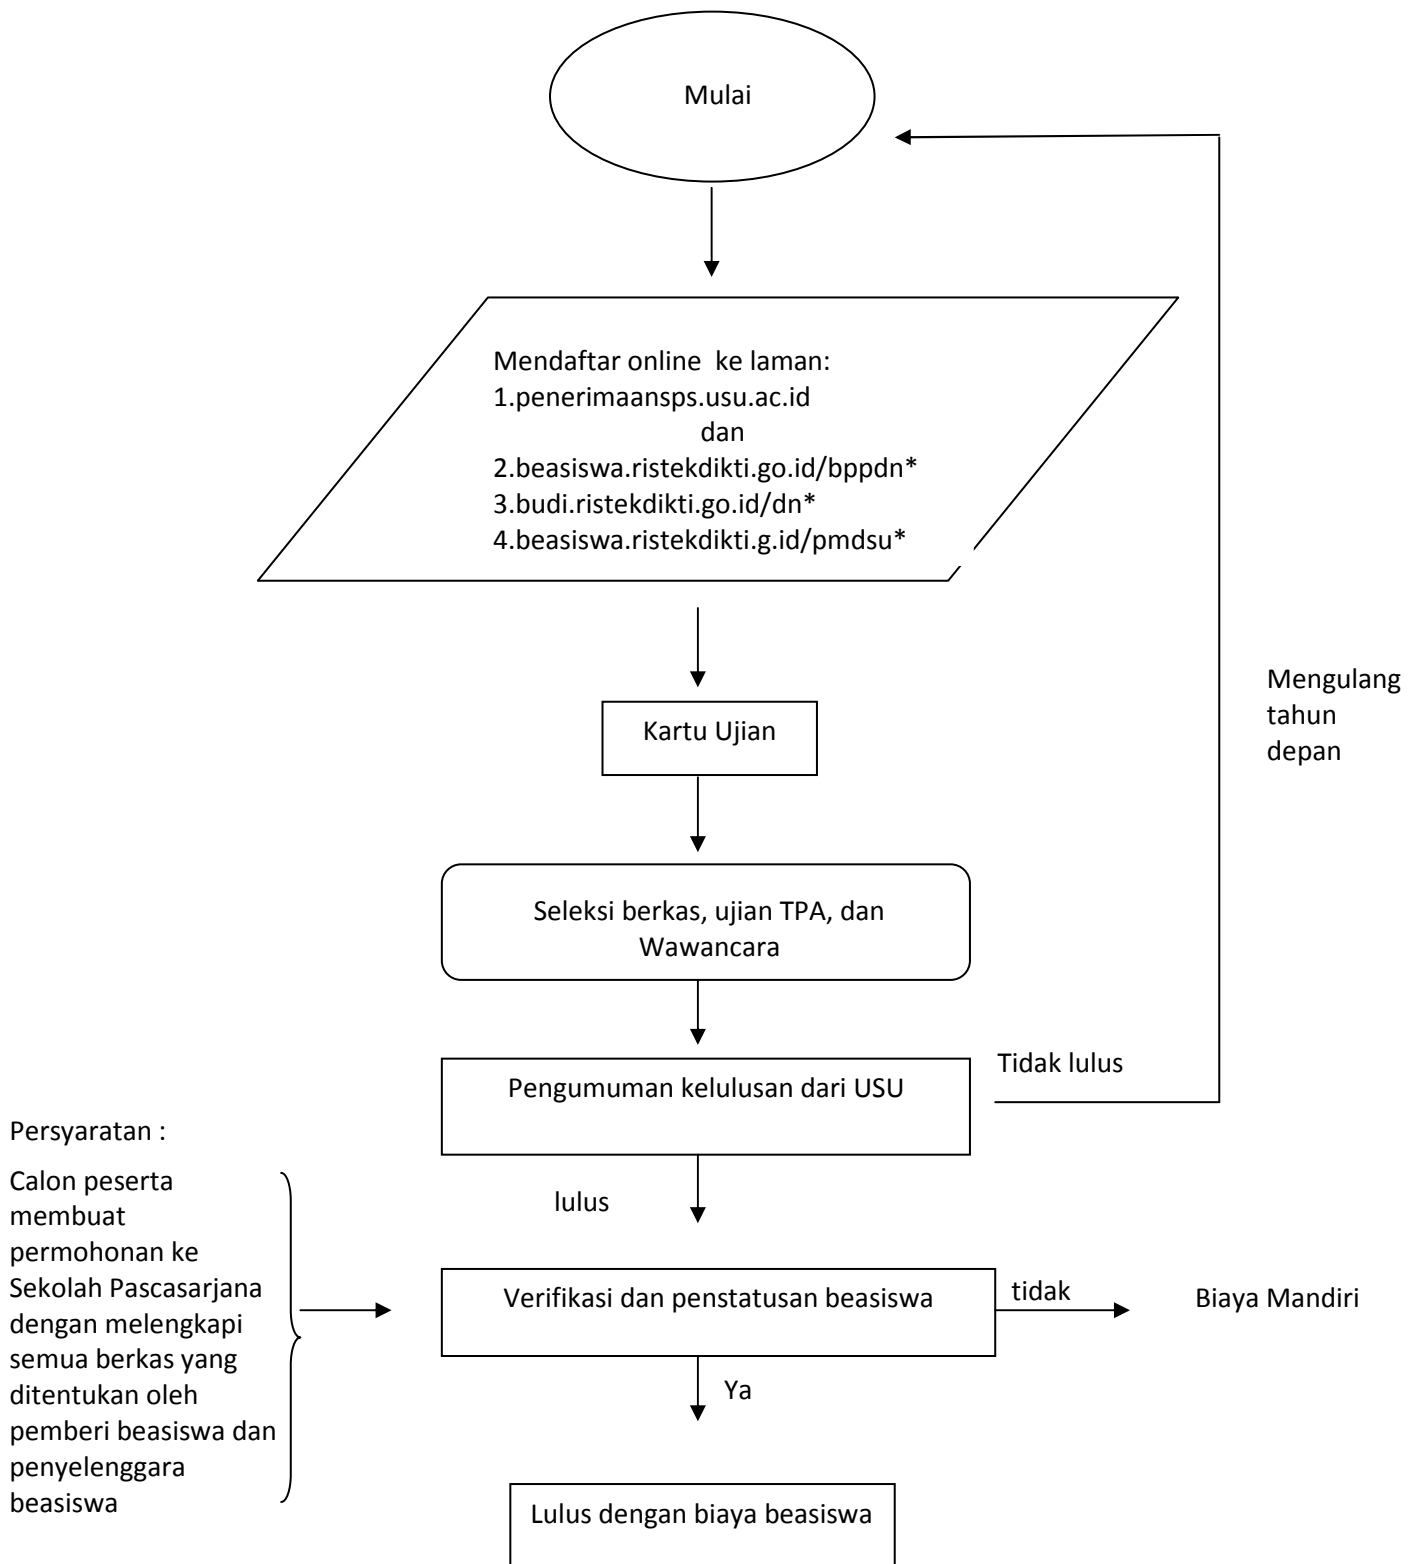 Mulai
Mendaftar online ke laman:
1.penerimaansps.usu.ac.id
dan
2.beasiswa.ristekdikti.go.id/bppdn*
3.budi.ristekdikti.go.id/dn*
4.beasiswa.ristekdikti.g.id/pmdsu*
Mengulang
tahun
depan
Kartu Ujian
Seleksi berkas, ujian TPA, dan
Wawancara
Pengumuman kelulusan dari USU
Tidak lulus
lulus
Persyaratan :
Calon peserta
membuat
permohonan ke
Sekolah Pascasarjana
dengan melengkapi
semua berkas yang
ditentukan oleh
pemberi beasiswa dan
penyelenggara
beasiswa
Verifikasi dan penstatusan beasiswa
tidak
Biaya Mandiri
Ya
Lulus dengan biaya beasiswa